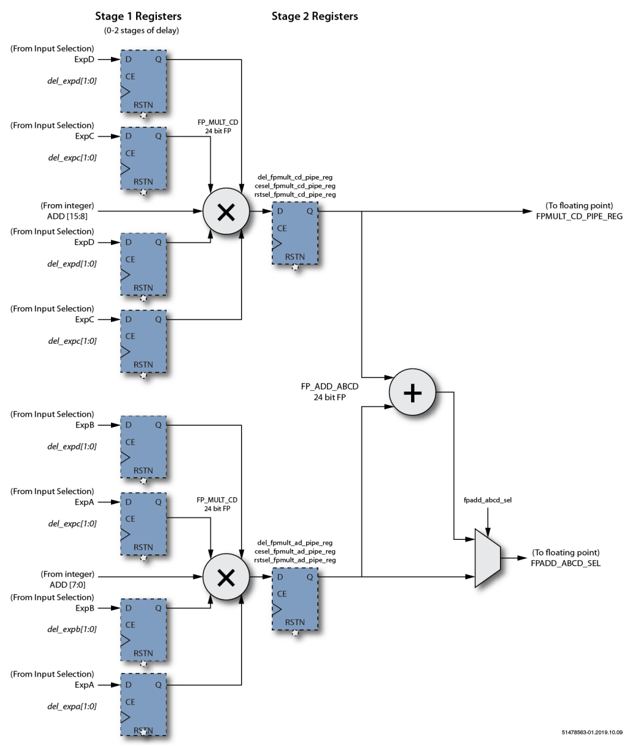 Stage 1 Registers
(0-2 stages of delay)
Stage 2 Registers
(From Input Selection)
ExpD
del_expd[1:0]
D Q
CE
RSTN
(From Input Selection)
ExpC
del_expc[1:0]
D Q
CE
RSTN
FP_MULT_CD
24 bit FP
(From integer)
ADD [15:8]
×
del_fpmult_cd_pipe_reg
cesel_fpmult_cd_pipe_reg
rstsel_fpmult_cd_pipe_reg
D Q
CE
RSTN
(To floating point)
FPMULT_CD_PIPE_REG
(From Input Selection)
ExpD
del_expd[1:0]
D Q
CE
RSTN
(From Input Selection)
ExpC
del_expc[1:0]
D Q
CE
RSTN
FP_ADD_ABCD
24 bit FP
+
(From Input Selection)
ExpB
del_expd[1:0]
D Q
CE
RSTN
(From Input Selection)
ExpA
del_expc[1:0]
D Q
CE
RSTN
FP_MULT_CD
24 bit FP
fpadd_abcd_sel
(From integer)
ADD [7:0]
×
del_fpmult_ad_pipe_reg
cesel_fpmult_ad_pipe_reg
rstsel_fpmult_ad_pipe_reg
D Q
CE
RSTN
(To floating point)
FPADD_ABCD_SEL
(From Input Selection)
ExpB
del_expb[1:0]
D Q
CE
RSTN
(From Input Selection)
ExpA
del_expa[1:0]
D Q
CE
RSTN
51478563-01.2019.10.09